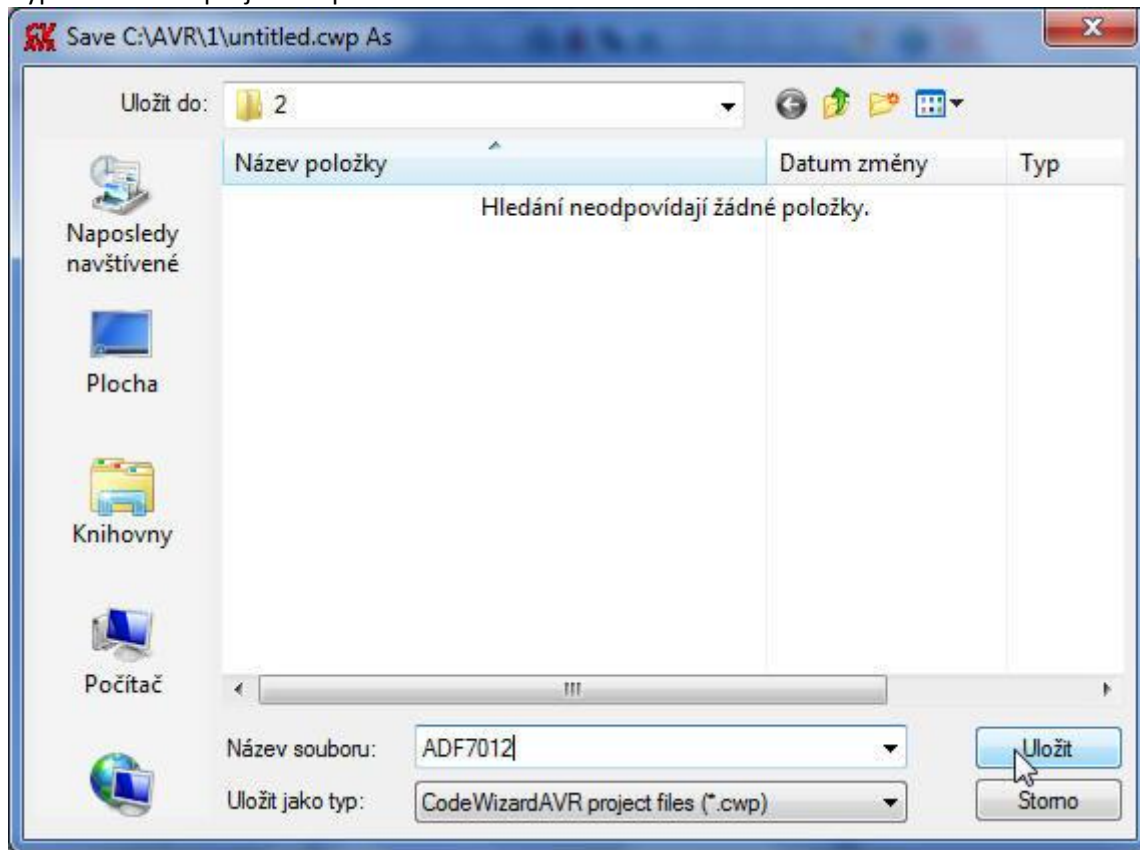 Save C:\AVR\1\untitled.cwp As
Uložit do:
2
Název položky
Datum změny
Typ
Hledání neodpovídají žádné položky.
Naposledy
navštívené
Plocha
Knihovny
Počítač
Název souboru:
ADF7012
Uložit
Uložit jako typ:
CodeWizardAVR project files (*.cwp)
Storno